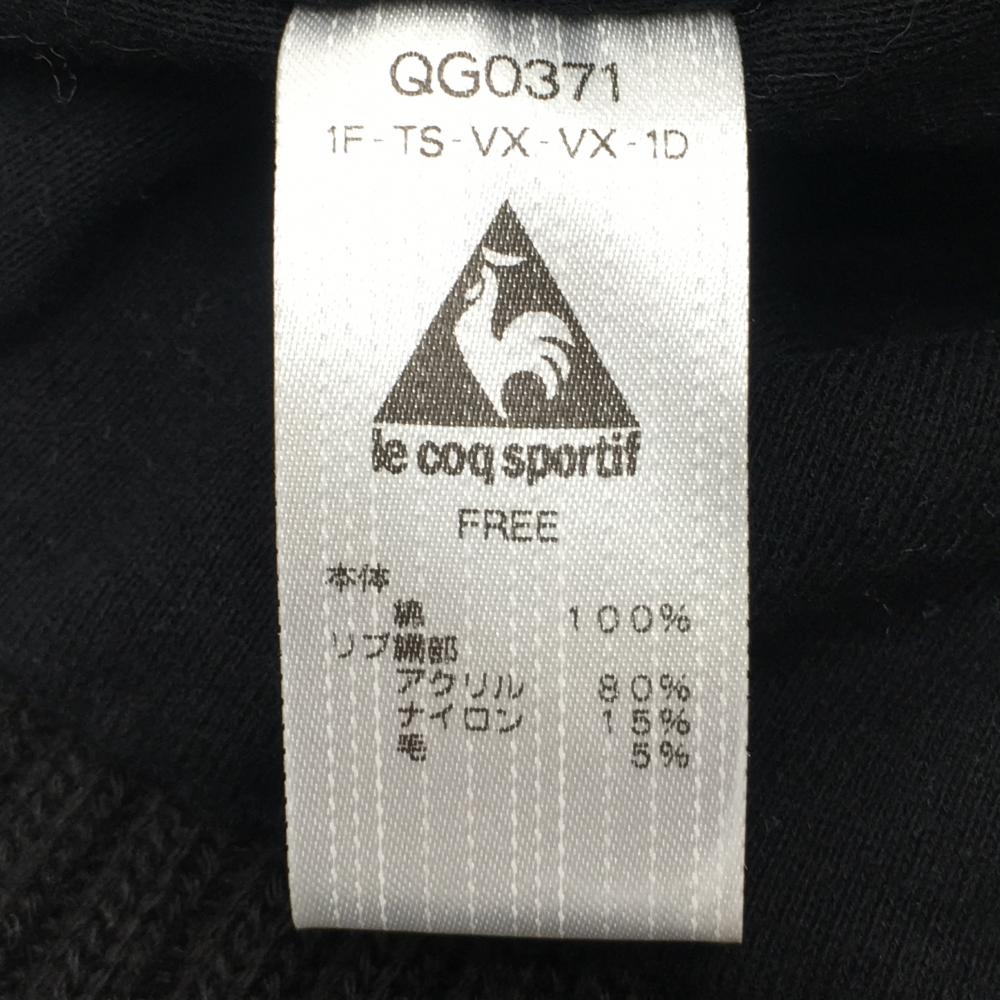 QG0371
1F-TS-VX-VX-1D
le coq sportif
FREE
本体
綿 100%
リブ織部
アクリル 80%
ナイロン 15%
毛 5%